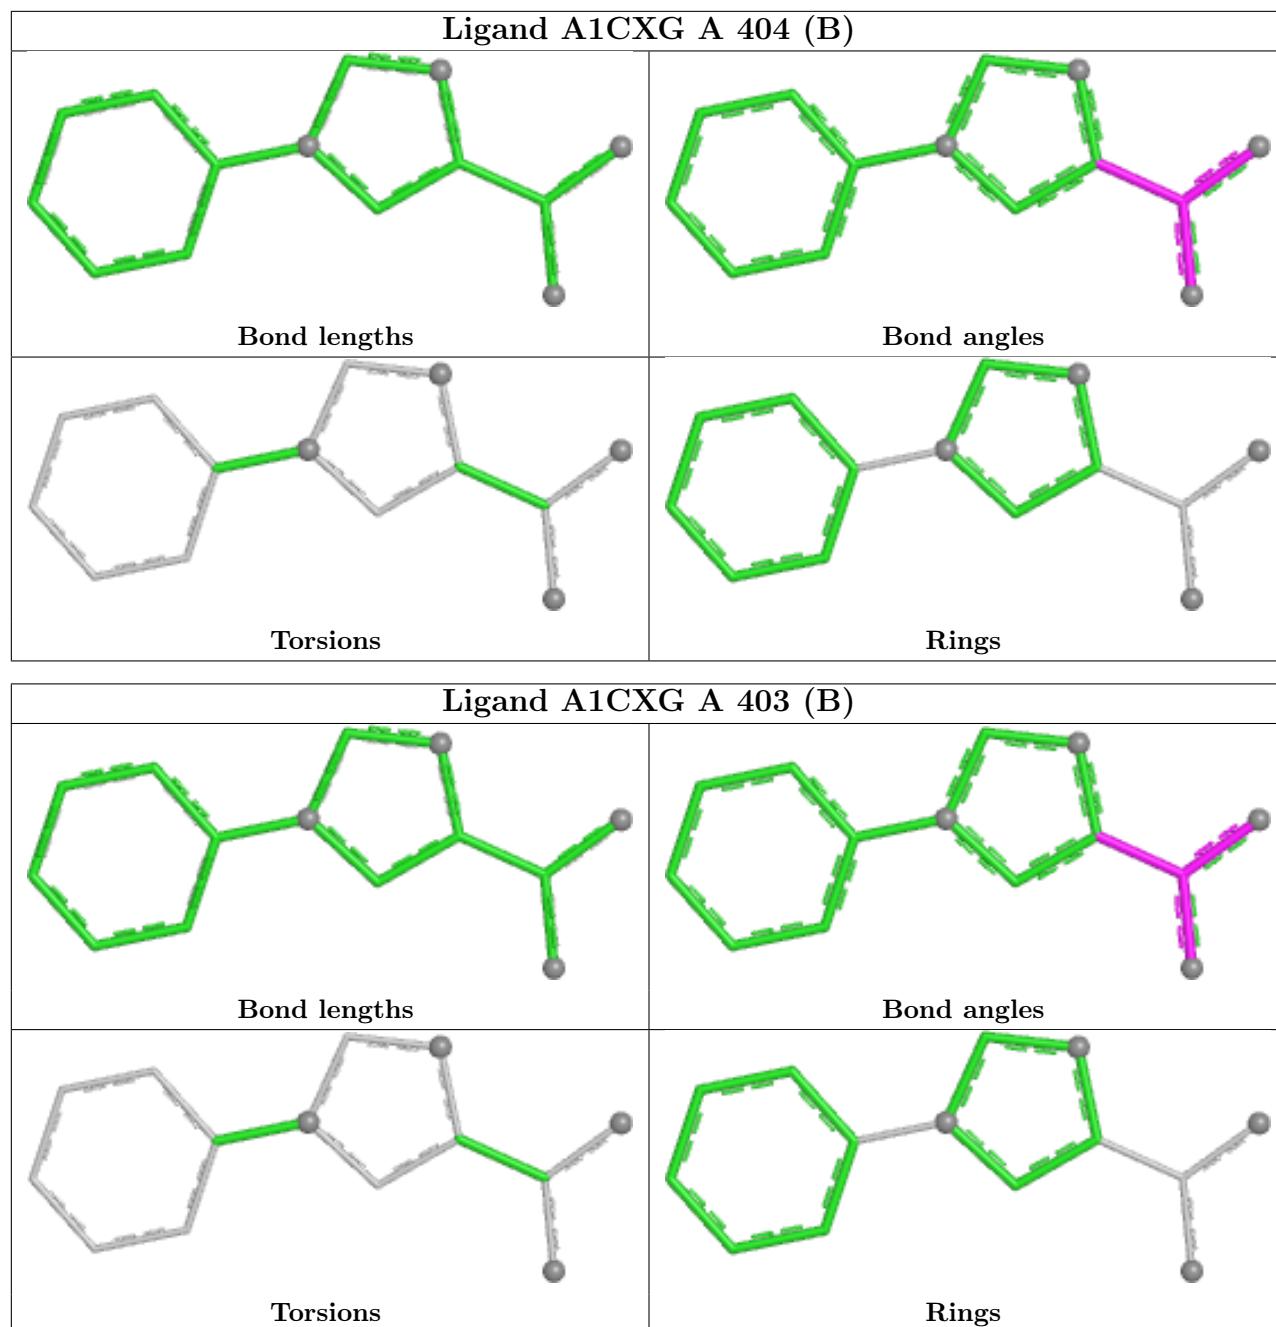 Ligand A1CXG A 404 (B)
Bond lengths
Bond angles
Torsions
Rings
Ligand A1CXG A 403 (B)
Bond lengths
Bond angles
Torsions
Rings